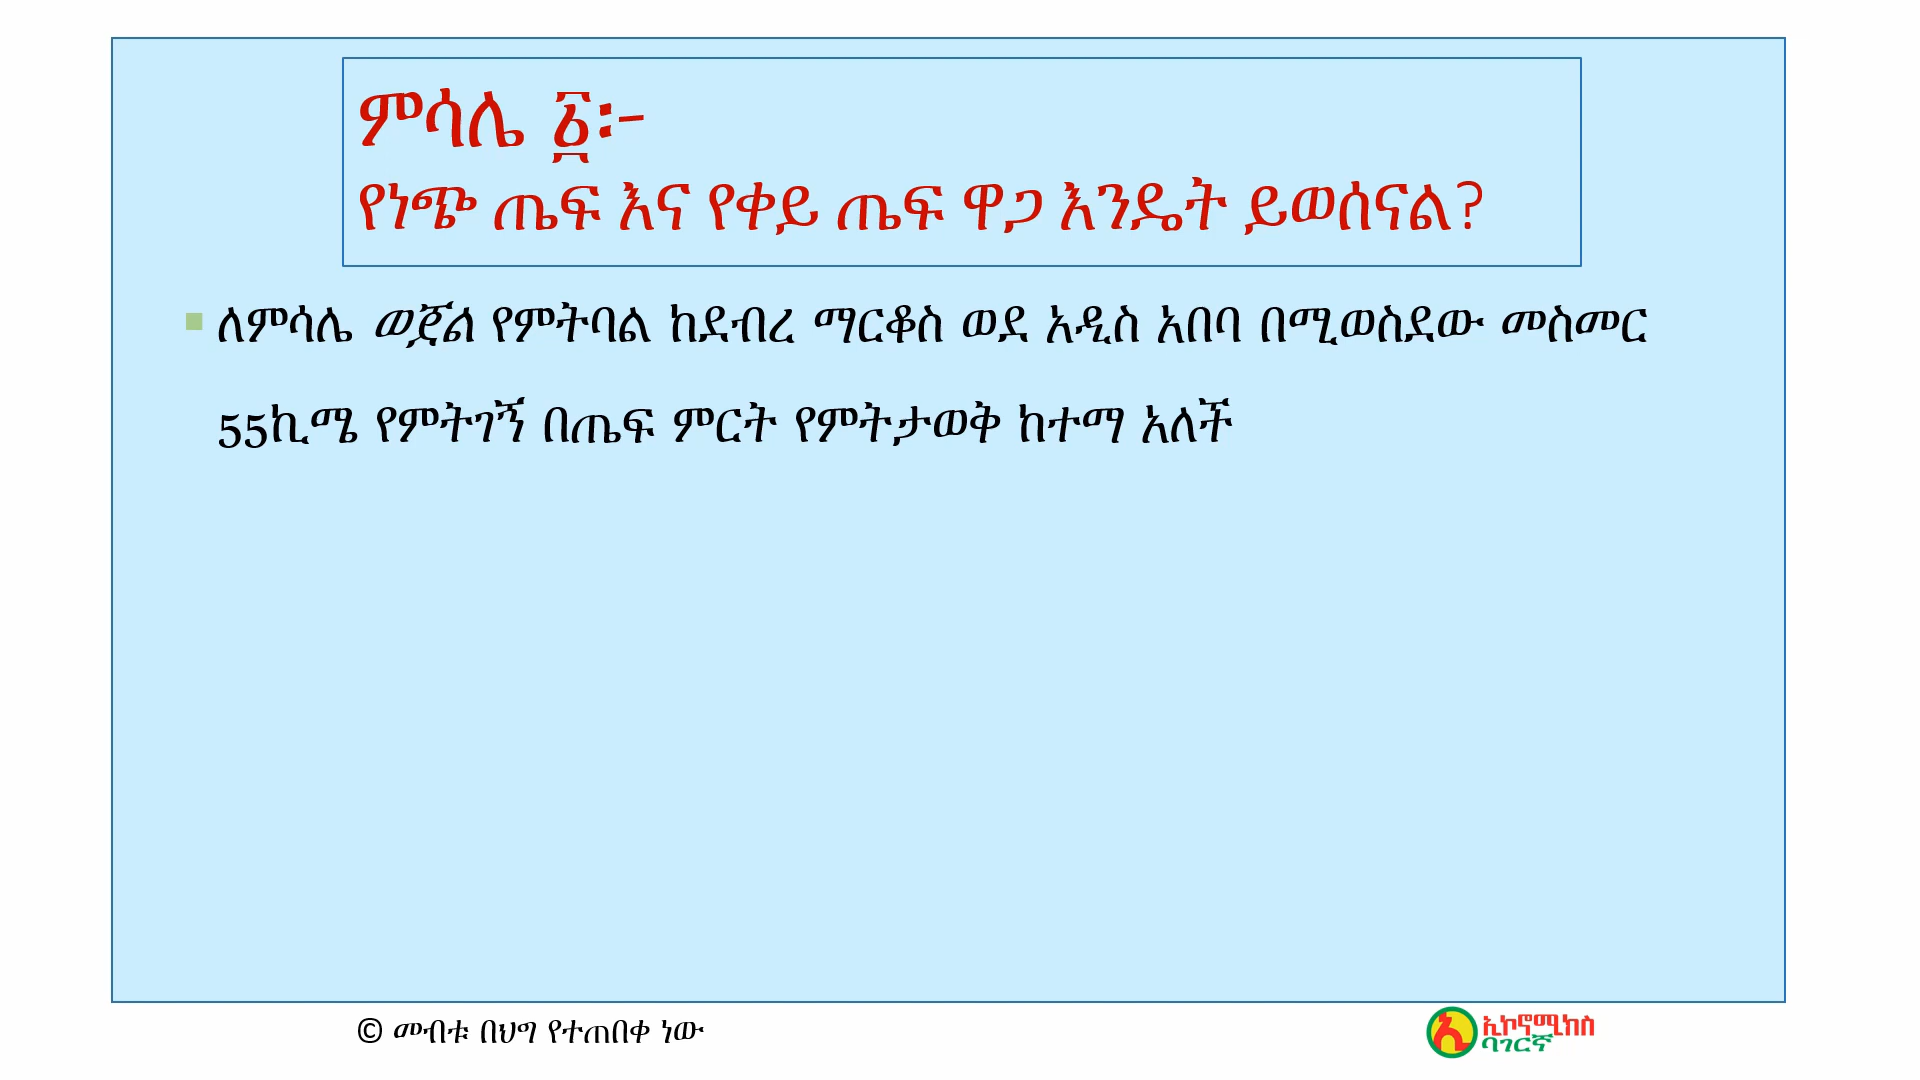 ምሳሌ ፩፡-
የነጭ ጤፍ እና የቀይ ጤፍ ዋጋ እንዴት ይወሰናል?
ለምሳሌ ወጀል የምትባል ከደብረ ማርቆስ ወደ አዲስ አበባ በሚወስደው መስመር
55ኪሜ የምትገኝ በጤፍ ምርት የምትታወቅ ከተማ አለች
© መብቱ በህግ የተጠበቀ ነው
ኢኮኖሚክስ
ባገርኛ